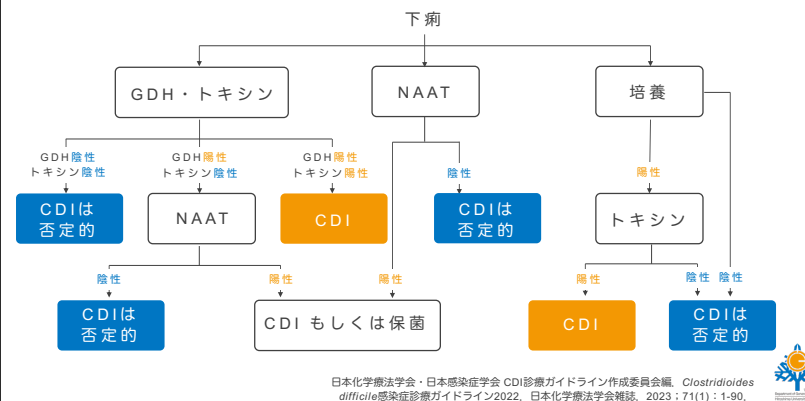 下痢
GDH・トキシン
NAAT
培養
GDH陰性
トキシン陰性
GDH陽性
トキシン陰性
GDH陽性
トキシン陽性
陰性
陽性
CDIは
否定的
NAAT
CDI
CDIは
否定的
トキシン
陰性
陽性
陽性
陽性
陰性
陰性
CDIは
否定的
CDI もしくは保菌
CDI
CDIは
否定的
日本化学療法学会・日本感染症学会 CDI診療ガイドライン作成委員会編, Clostridioides
difficile感染症診療ガイドライン2022, 日本化学療法学会雑誌, 2023;71(1):1-90,